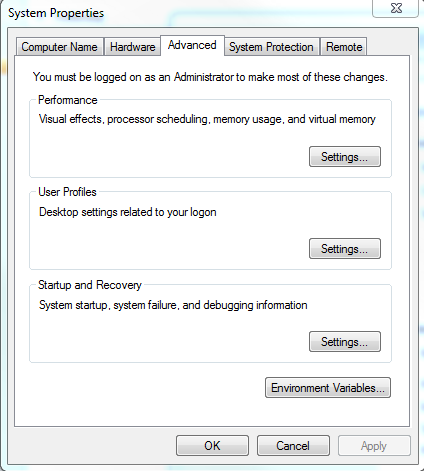 System Properties
Computer Name Hardware Advanced System Protection Remote
You must be logged on as an Administrator to make most of these changes.
Performance
Visual effects, processor scheduling, memory usage, and virtual memory
Settings...
User Profiles
Desktop settings related to your logon
Settings...
Startup and Recovery
System startup, system failure, and debugging information
Settings...
Environment Variables...
OK Cancel Apply